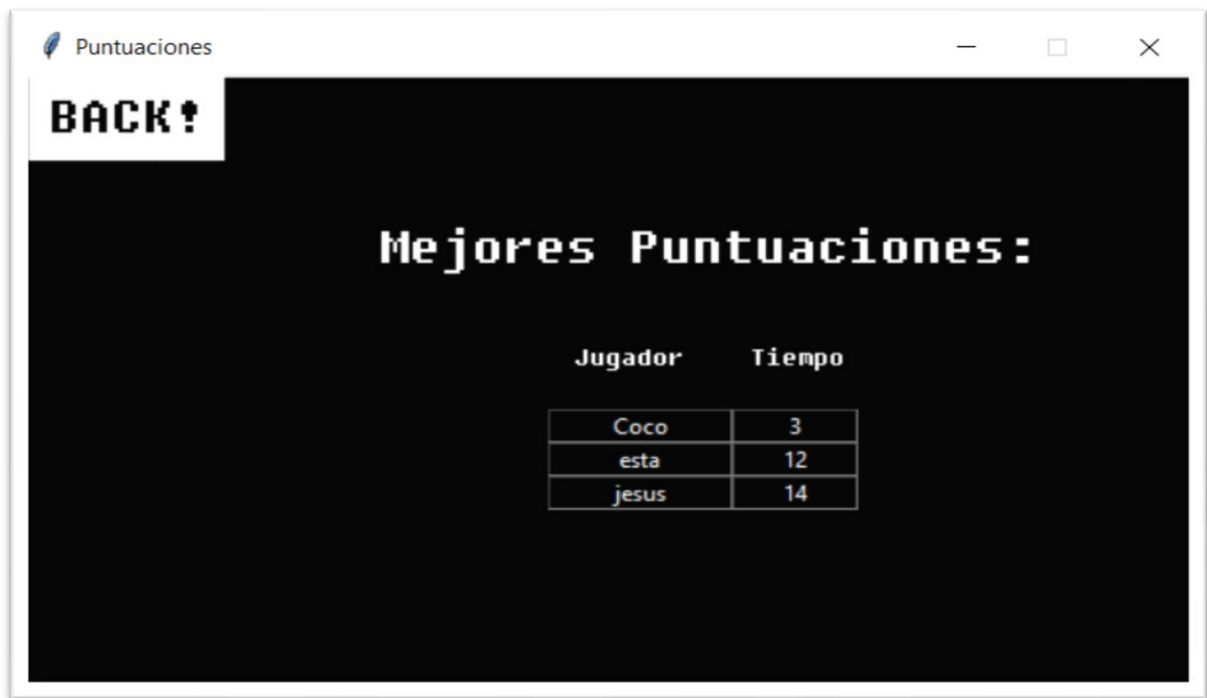 Puntuaciones
BACK!
Mejores Puntuaciones:
Jugador Tiempo
Coco 3
esta 12
jesus 14